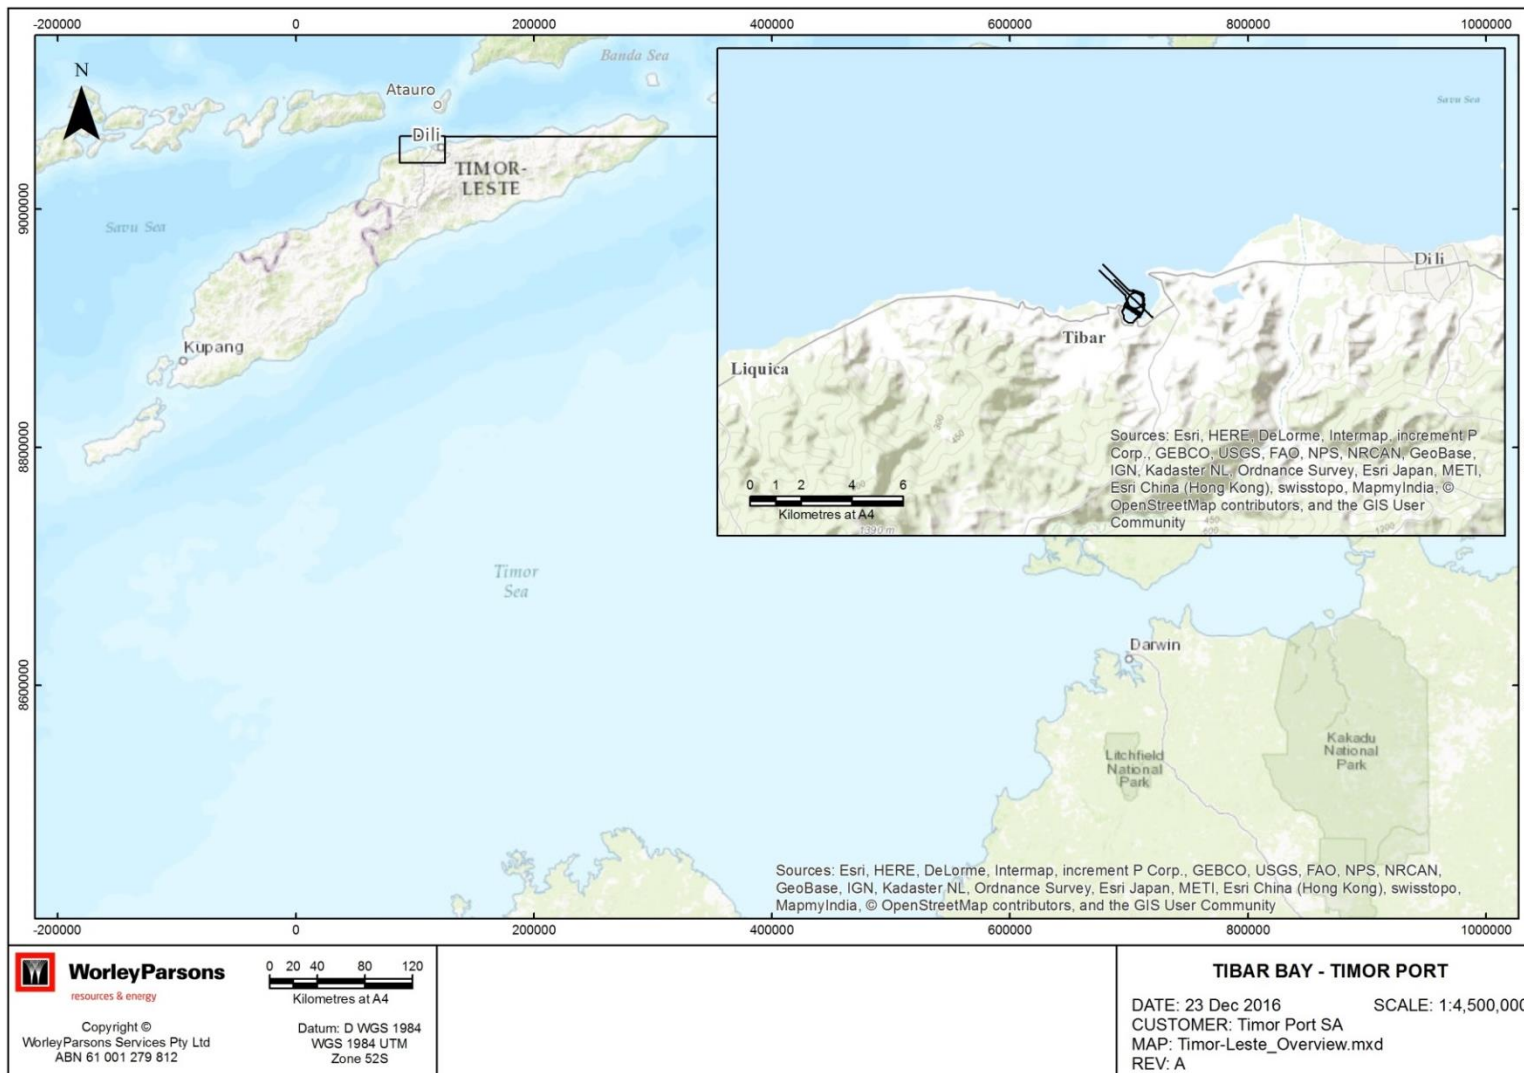 -200000 0 200000 400000 600000 800000 1000000
N
Banda Sea
Atauro
Dili
TIMOR-
LESTE
Savu Sea
Kupang
Timor
Sea
Darwin
Litchfield
National
Park
Kakadu
National
Park
9000000
8800000
8600000
Savu Sea
Dili
Tibar
Liquica
300
450
0 1 2 4 6
Kilometres at A4
1390 m
450
600
1200
Sources: Esri, HERE, DeLorme, Intermap, increment P
Corp., GEBCO, USGS, FAO, NPS, NRCAN, GeoBase,
IGN, Kadaster NL, Ordnance Survey, Esri Japan, METI,
Esri China (Hong Kong), swisstopo, MapmyIndia, ©
OpenStreetMap contributors, and the GIS User
Community
Sources: Esri, HERE, DeLorme, Intermap, increment P Corp., GEBCO, USGS, FAO, NPS, NRCAN,
GeoBase, IGN, Kadaster NL, Ordnance Survey, Esri Japan, METI, Esri China (Hong Kong), swisstopo,
MapmyIndia, © OpenStreetMap contributors, and the GIS User Community
-200000 0 200000 400000 600000 800000 1000000
WorleyParsons
resources & energy
Copyright ©
WorleyParsons Services Pty Ltd
ABN 61 001 279 812
0 20 40 80 120
Kilometres at A4
Datum: D WGS 1984
WGS 1984 UTM
Zone 52S
TIBAR BAY - TIMOR PORT
DATE: 23 Dec 2016 SCALE: 1:4,500,000
CUSTOMER: Timor Port SA
MAP: Timor-Leste_Overview.mxd
REV: A